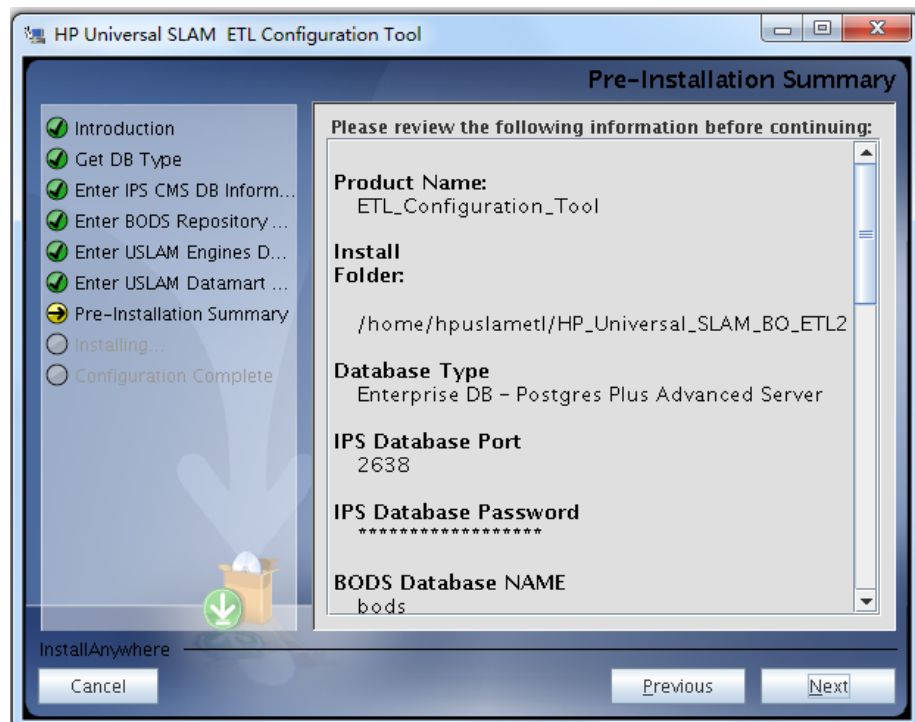 HP Universal SLAM ETL Configuration Tool
Pre-Installation Summary
Introduction
Get DB Type
Enter IPS CMS DB Inform...
Enter BODS Repository ...
Enter USLAM Engines D...
Enter USLAM Datamart ...
Pre-Installation Summary
Installing...
Configuration Complete
Please review the following information before continuing:
Product Name:
ETL_Configuration_Tool
Install
Folder:
/home/hpuslametl/HP_Universal_SLAM_BO_ETL2
Database Type
Enterprise DB - Postgres Plus Advanced Server
IPS Database Port
2638
IPS Database Password
******************
BODS Database NAME
bods
InstallAnywhere
Cancel
Previous
Next